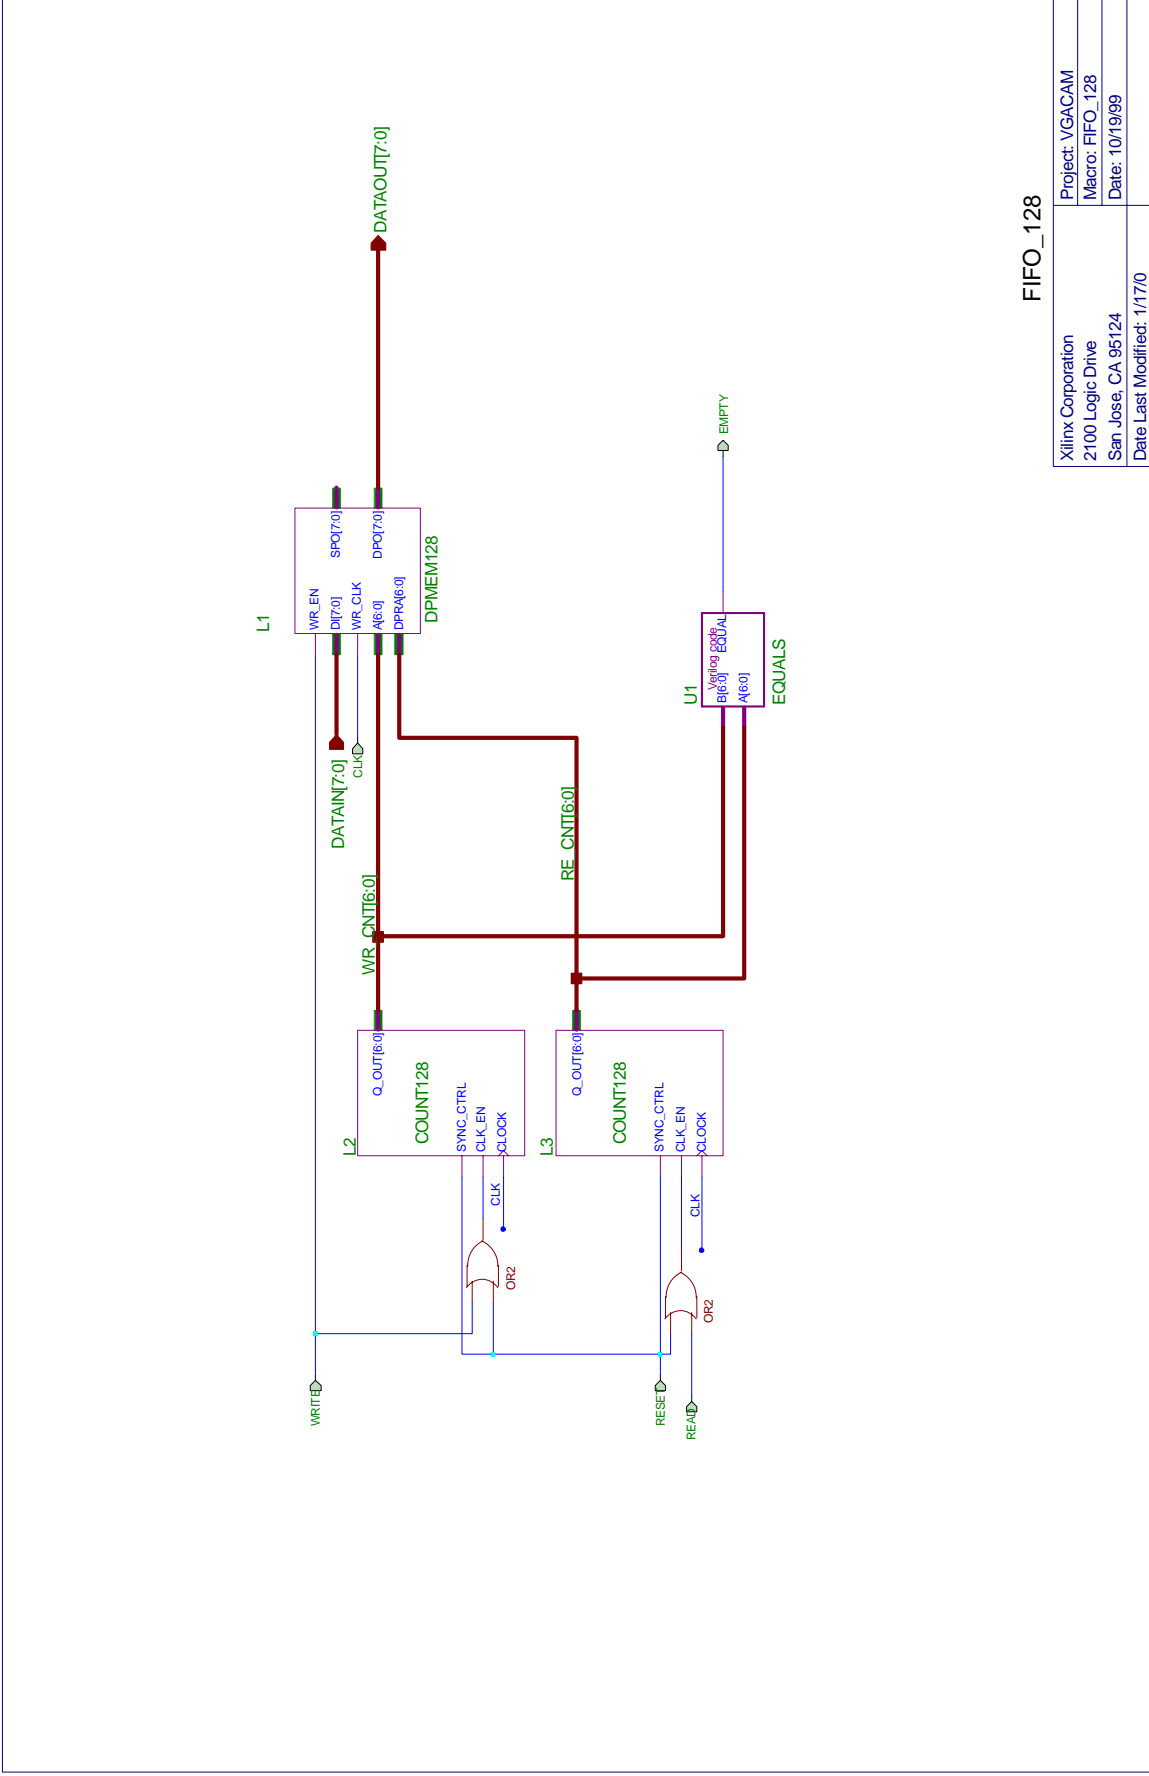 L1
WR_EN
DI[7:0]
SPO[7:0]
WR_CLK
A[6:0]
DPO[7:0]
DPRA[6:0]
DPMEM128
DATAOUT[7:0]
DATAIN[7:0]
CLK
WR_CNT[6:0]
RE_CNT[6:0]
WRITE
L2
Q_OUT[6:0]
COUNT128
SYNC_CTRL
CLK_EN
CLOCK
CLK
OR2
L3
Q_OUT[6:0]
COUNT128
SYNC_CTRL
CLK_EN
CLOCK
CLK
OR2
RESET
READ
U1
Verilog code
B[6:0]
EQUAL
A[6:0]
EQUALS
EMPTY
FIFO_128
Xilinx Corporation
Project: VGACAM
2100 Logic Drive
Macro: FIFO_128
San Jose, CA 95124
Date: 10/19/99
Date Last Modified: 1/17/0